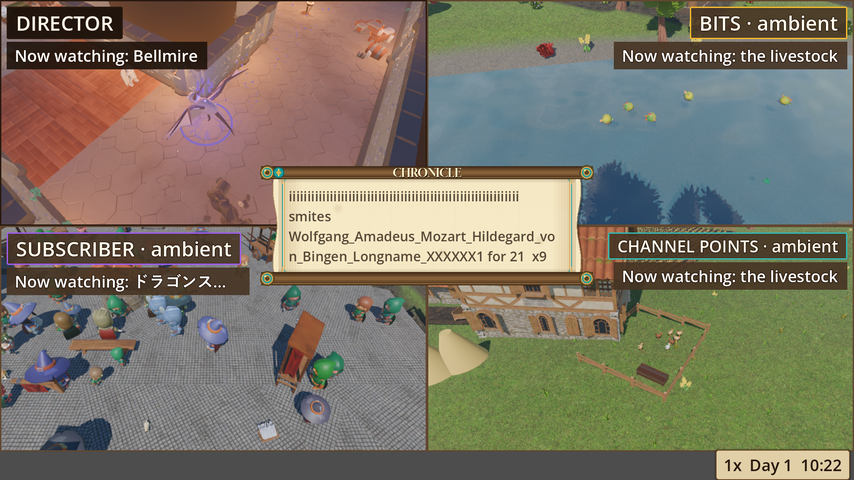 DIRECTOR
Now watching: Bellmire
BITS · ambient
Now watching: the livestock
CHRONICLE
iiiiiiiiiiiiiiiiiiiiiiiiiiiiiiiiiiiiiiiiiiiiiiiiiiiiiiiiiiii
smites
Wolfgang_Amadeus_Mozart_Hildegard_vo
n_Bingen_Longname_XXXXXX1 for 21 x9
SUBSCRIBER · ambient
Now watching: ドラゴンス...
CHANNEL POINTS · ambient
Now watching: the livestock
1x Day 1 10:22